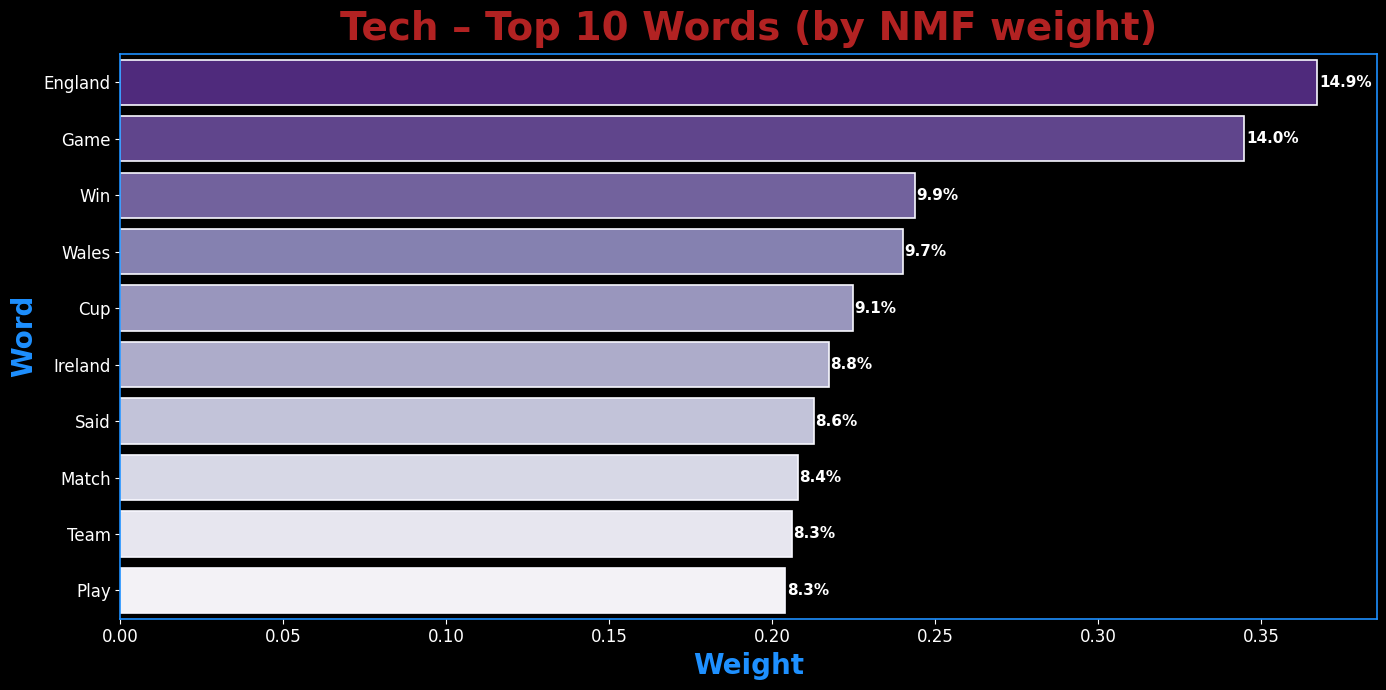 Tech – Top 10 Words (by NMF weight)
England 14.9%
Game 14.0%
Win 9.9%
Wales 9.7%
Cup 9.1%
Ireland 8.8%
Said 8.6%
Match 8.4%
Team 8.3%
Play 8.3%
Word
0.00 0.05 0.10 0.15 0.20 0.25 0.30 0.35
Weight